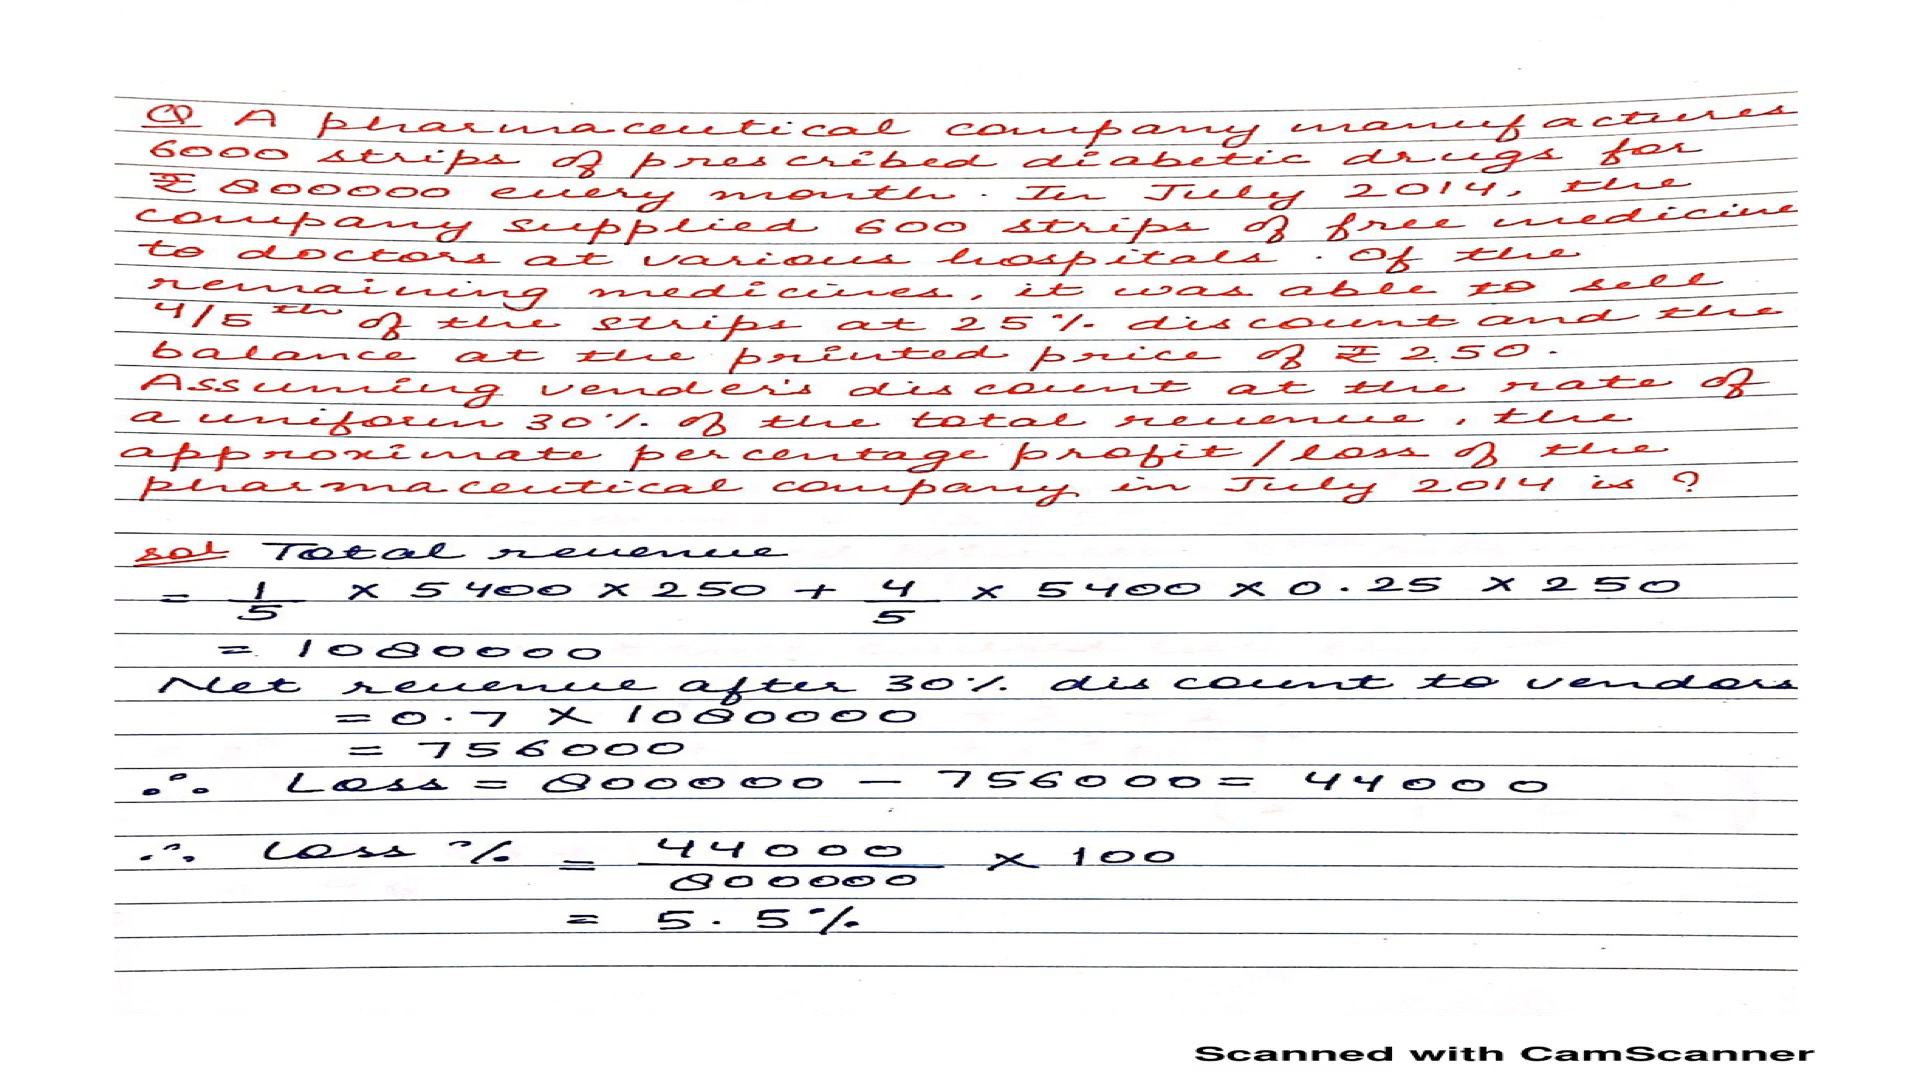 Q A pharmaceutical company manufactures
6000 strips of prescribed diabetic drugs for
₹ 800000 every month. In July 2014, the
company supplied 600 strips of free medicine
to doctors at various hospitals. Of the
remaining medicines, it was able to sell
4/5th of the strips at 25% discount and the
balance at the printed price of ₹ 250.
Assuming vender's discount at the rate of
a uniform 30% of the total revenue, the
approximate percentage profit/loss of the
pharmaceutical company in July 2014 is ?
sol Total revenue
= 1/5 × 5400 × 250 + 4/5 × 5400 × 0.25 × 250
= 1080000
Net revenue after 30% discount to vendors
= 0.7 × 1080000
= 756000
∴ Loss = 800000 − 756000 = 44000
∴ Loss % = 44000/800000 × 100
= 5.5%
Scanned with CamScanner